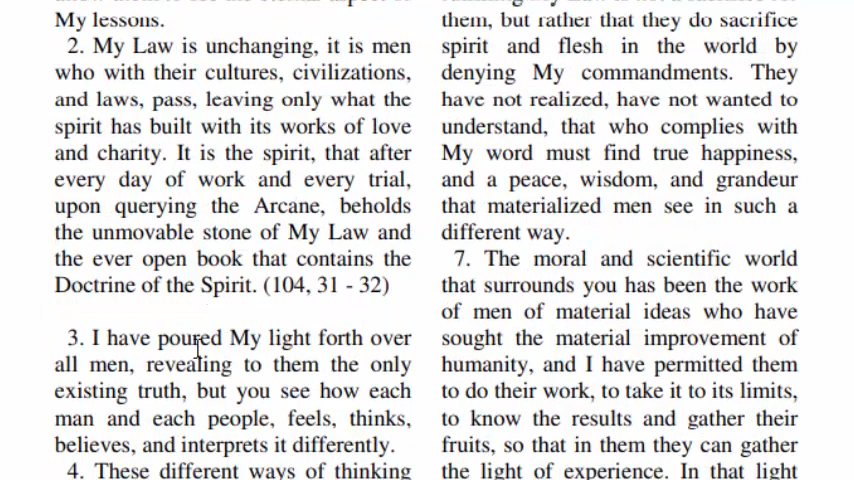 My lessons.
2. My Law is unchanging, it is men
who with their cultures, civilizations,
and laws, pass, leaving only what the
spirit has built with its works of love
and charity. It is the spirit, that after
every day of work and every trial,
upon querying the Arcane, beholds
the unmovable stone of My Law and
the ever open book that contains the
Doctrine of the Spirit. (104, 31 - 32)
3. I have poured My light forth over
all men, revealing to them the only
existing truth, but you see how each
man and each people, feels, thinks,
believes, and interprets it differently.
4. These different ways of thinking
them, but rather that they do sacrifice
spirit and flesh in the world by
denying My commandments. They
have not realized, have not wanted to
understand, that who complies with
My word must find true happiness,
and a peace, wisdom, and grandeur
that materialized men see in such a
different way.
7. The moral and scientific world
that surrounds you has been the work
of men of material ideas who have
sought the material improvement of
humanity, and I have permitted them
to do their work, to take it to its limits,
to know the results and gather their
fruits, so that in them they can gather
the light of experience. In that light